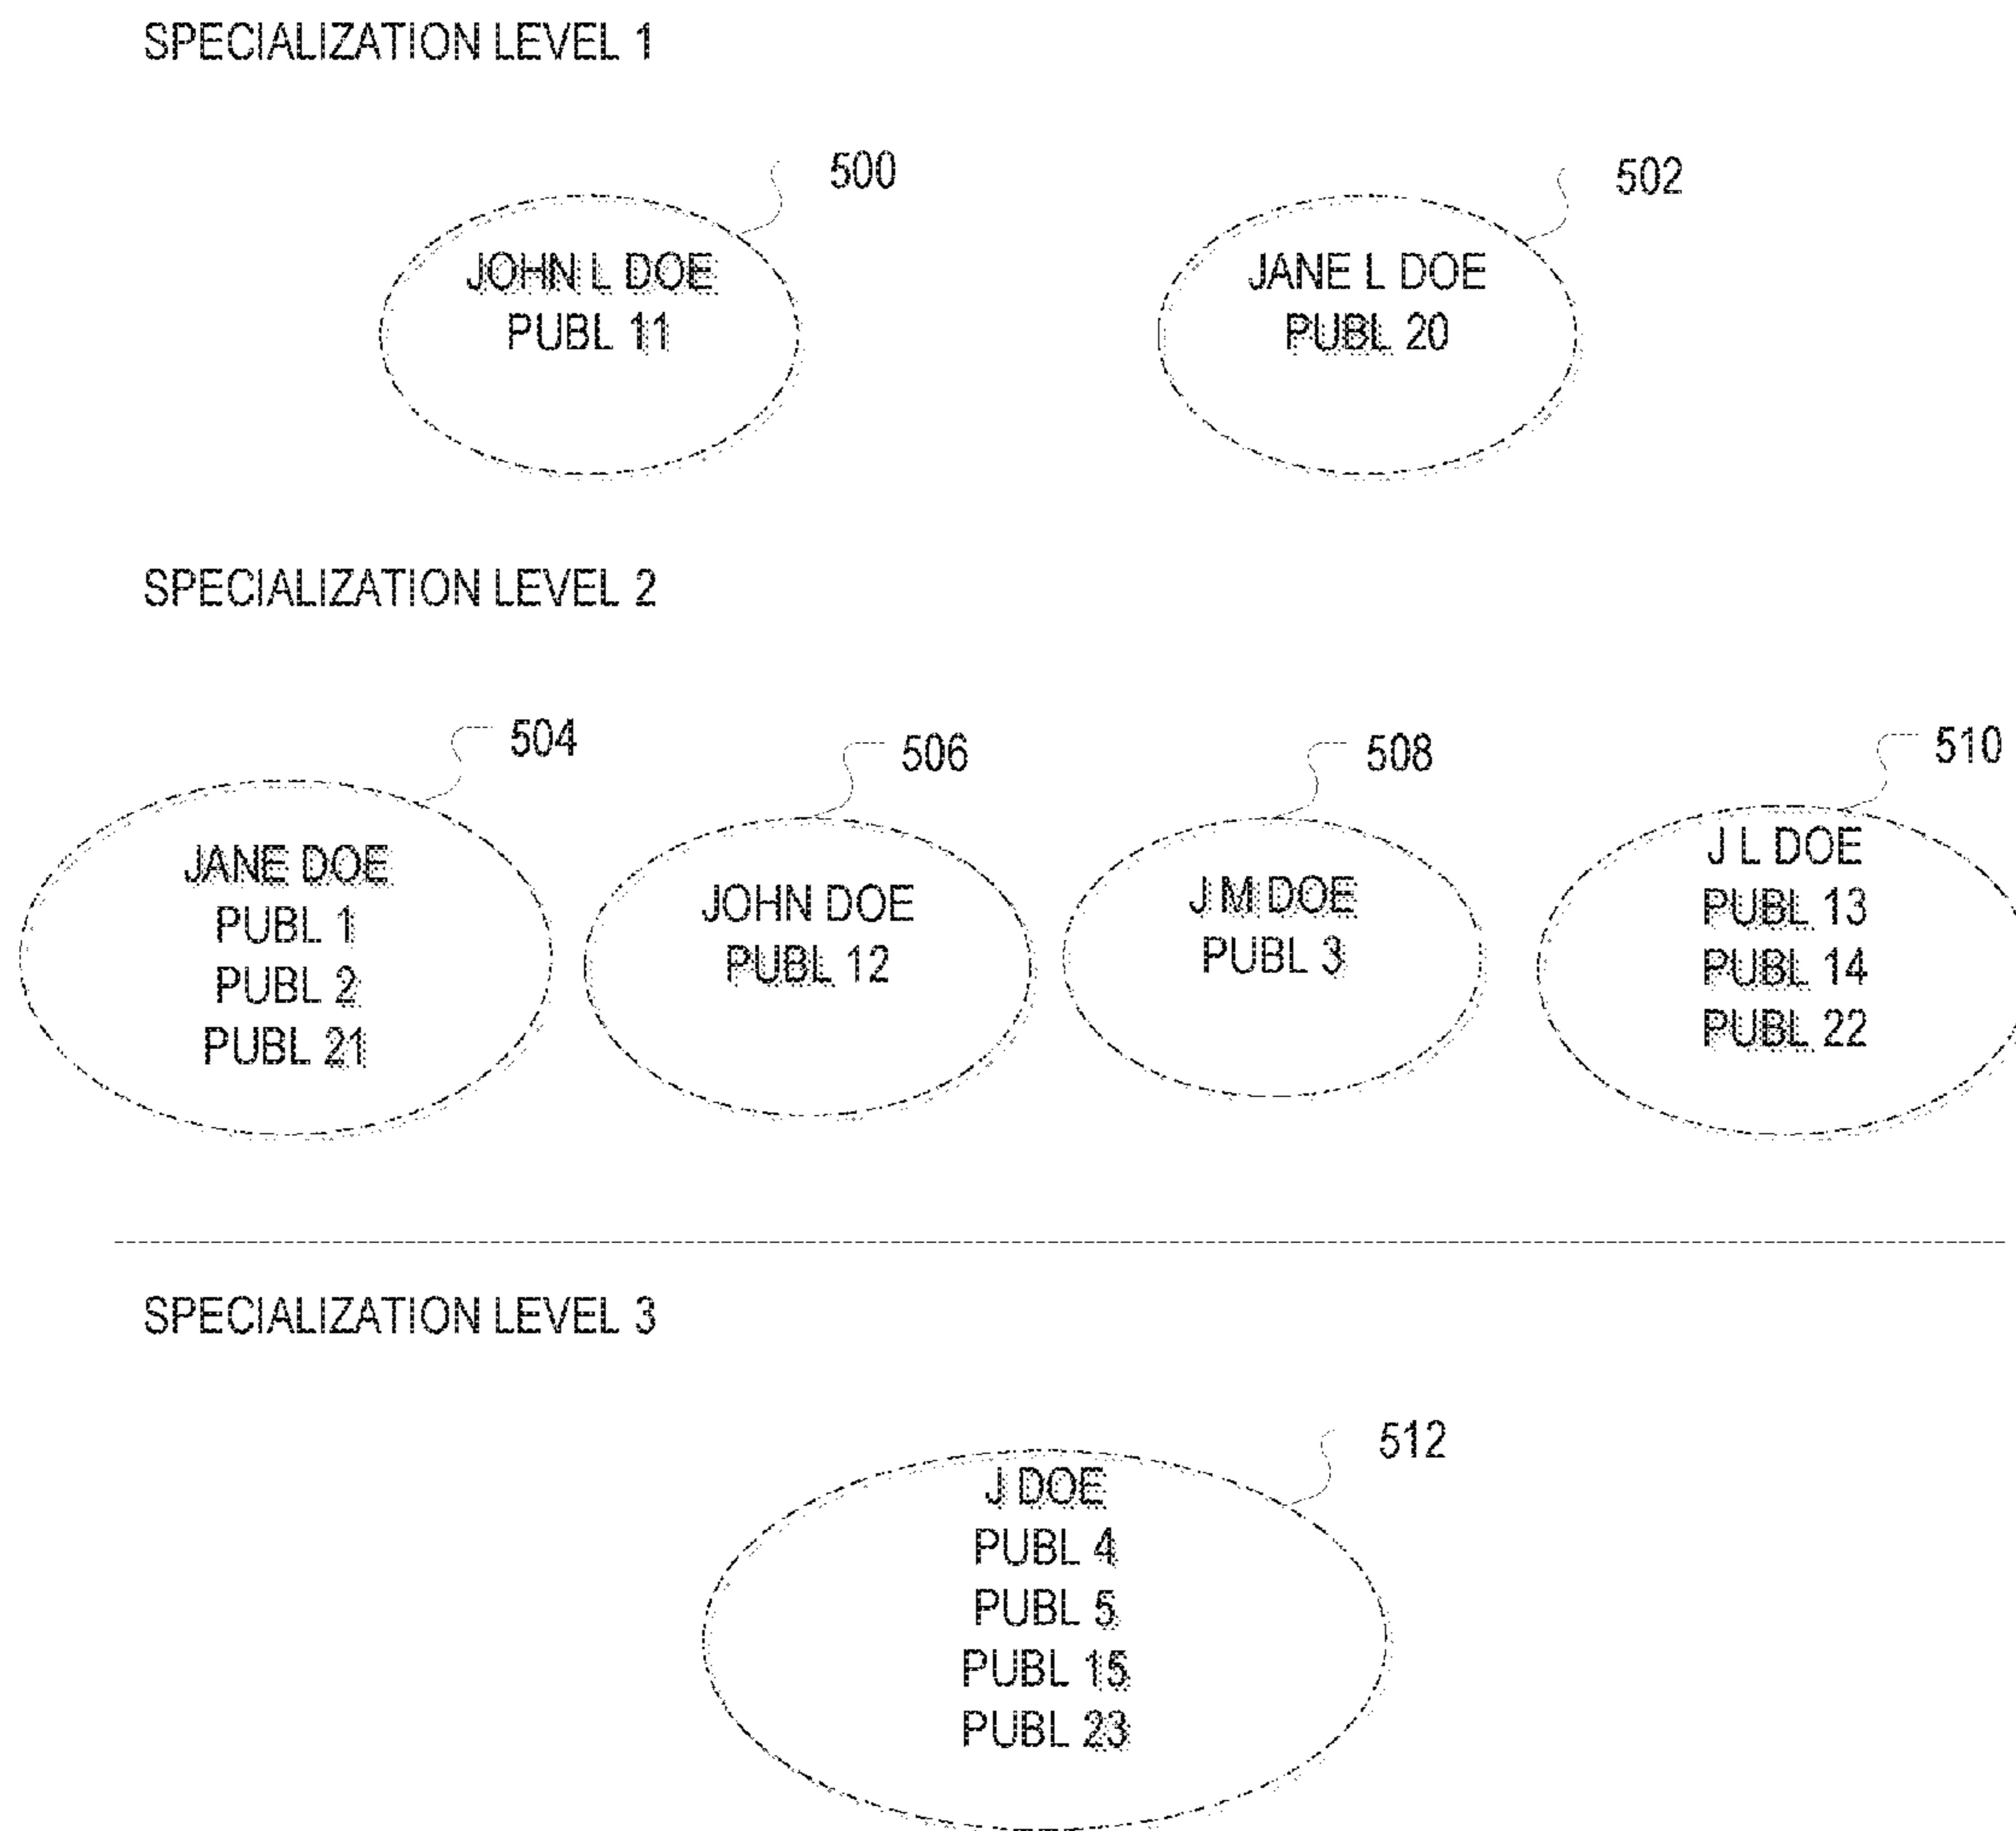 SPECIALIZATION LEVEL 1
500
502
JOHN L DOE
PUBL 11
JANE L DOE
PUBL 20
SPECIALIZATION LEVEL 2
504
506
508
510
JANE DOE
PUBL 1
PUBL 2
PUBL 21
JOHN DOE
PUBL 12
J M DOE
PUBL 3
J L DOE
PUBL 13
PUBL 14
PUBL 22
SPECIALIZATION LEVEL 3
512
J DOE
PUBL 4
PUBL 5
PUBL 15
PUBL 23